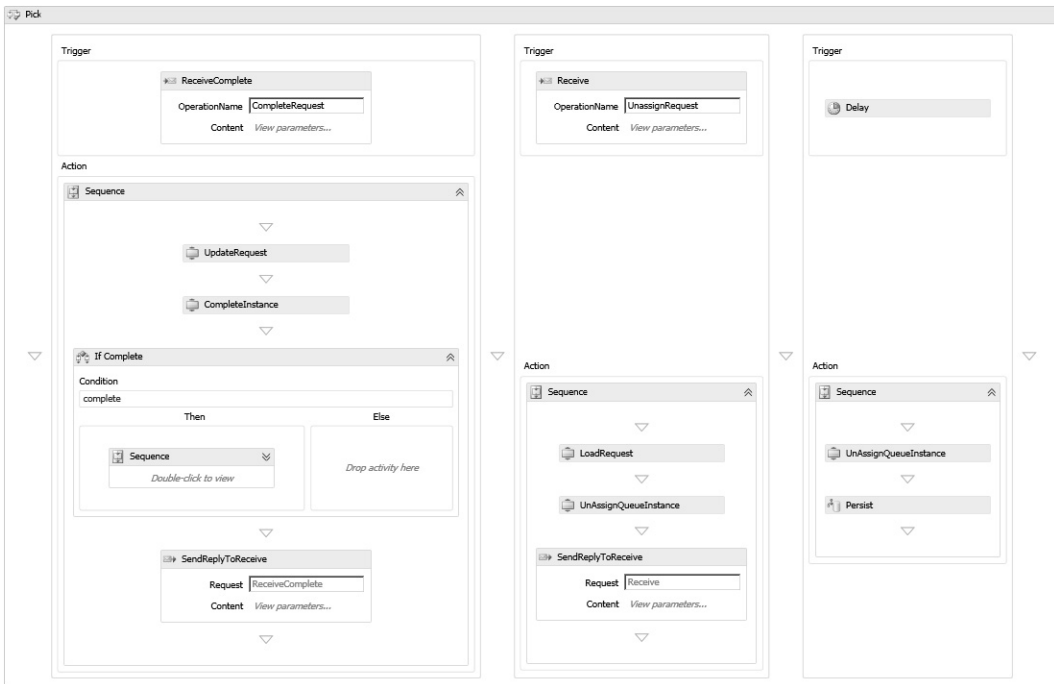 Pick
Trigger
ReceiveComplete
OperationName CompleteRequest
Content View parameters...
Action
Sequence
UpdateRequest
CompleteInstance
If Complete
Condition
complete
Then Else
Sequence
Double-click to view
Drop activity here
SendReplyToReceive
Request ReceiveComplete
Content View parameters...
Trigger
Receive
OperationName UnassignRequest
Content View parameters...
Action
Sequence
LoadRequest
UnAssignQueueInstance
SendReplyToReceive
Request Receive
Content View parameters...
Trigger
Delay
Action
Sequence
UnAssignQueueInstance
Persist